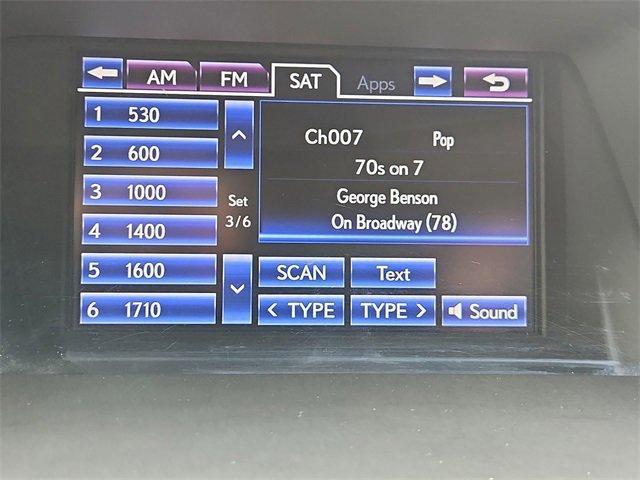 AM FM SAT Apps
1 530
2 600
3 1000
4 1400
5 1600
6 1710
Set
3/6
Ch007 Pop
70s on 7
George Benson
On Broadway (78)
SCAN Text
< TYPE TYPE > Sound